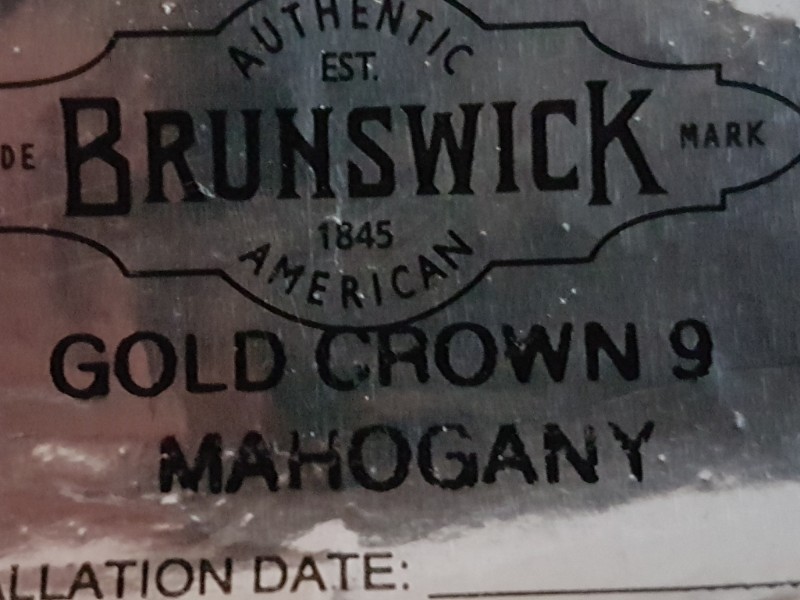 AUTHENTIC
EST.
DE BRUNSWICK MARK
1845
AMERICAN
GOLD CROWN 9
MAHOGANY
ALLATION DATE: